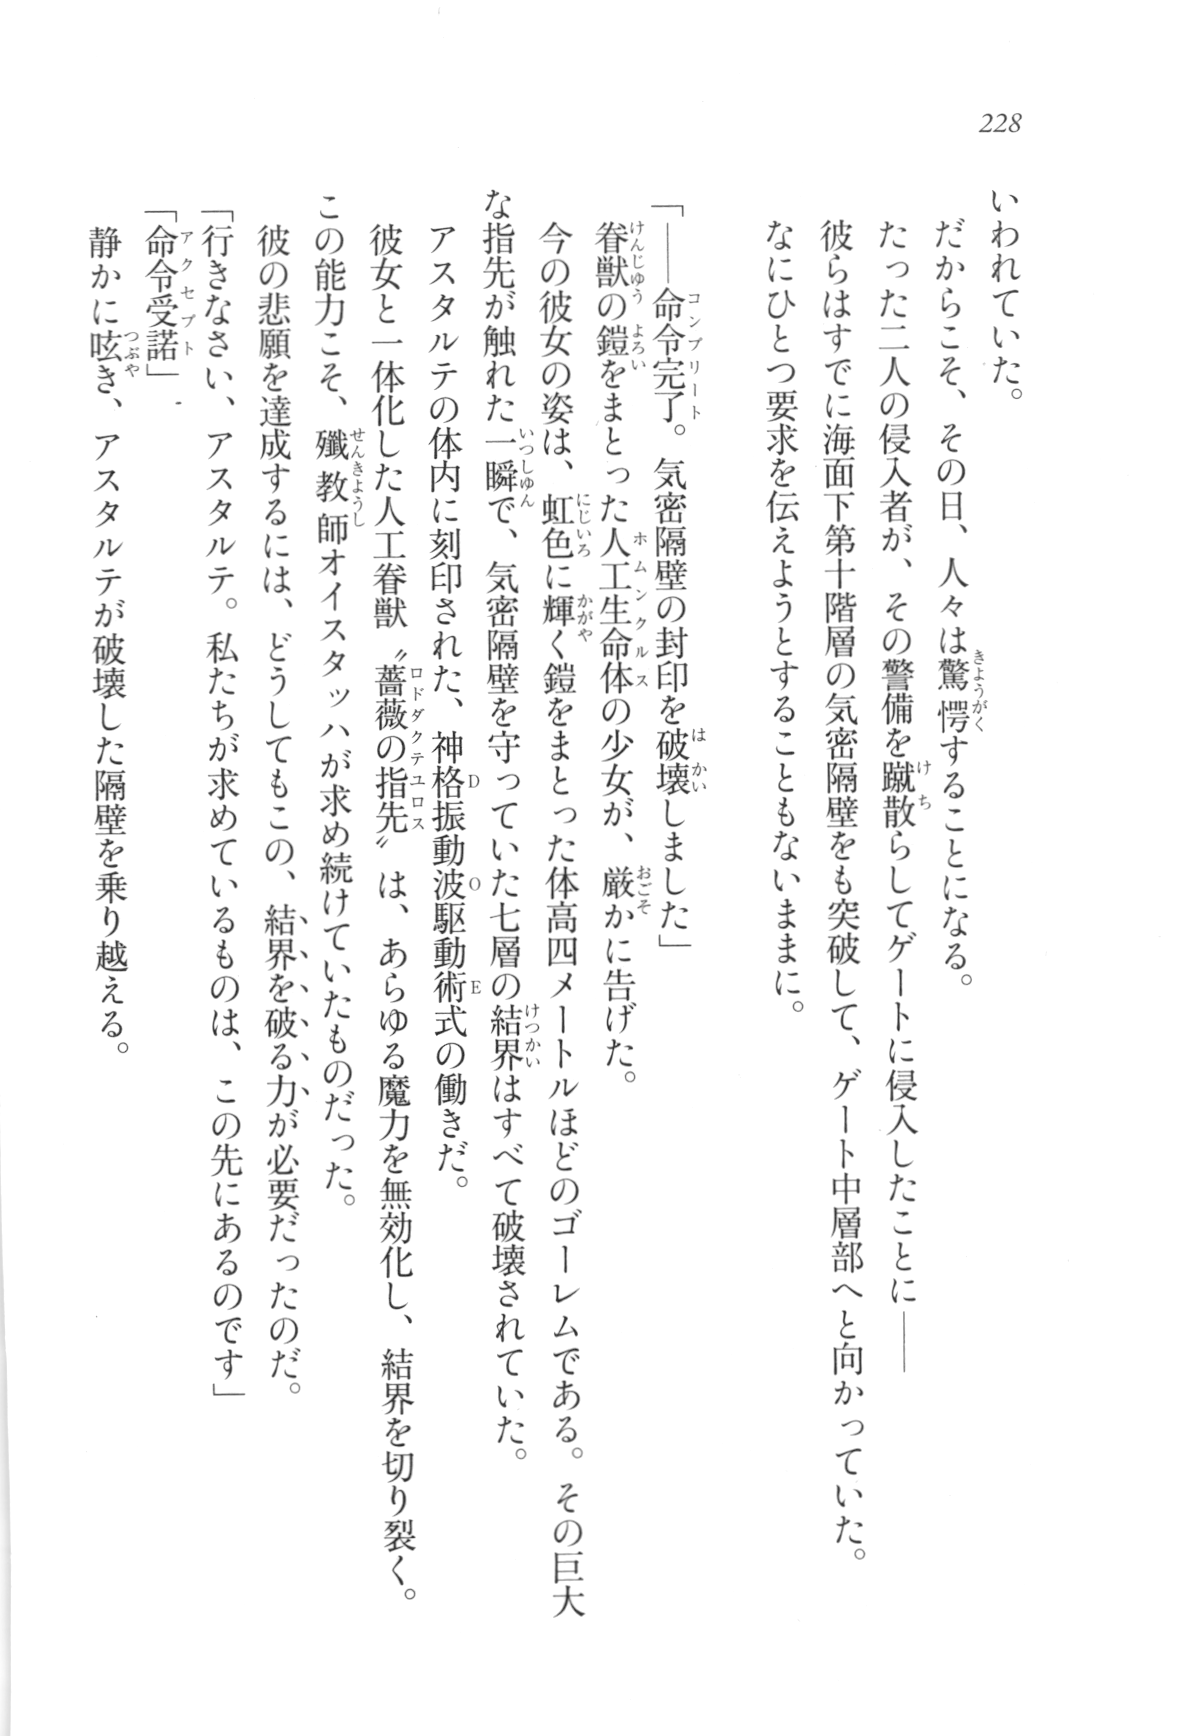 228
いわれていた。
だからこそ、その日、人々は驚愕することになる。
たった二人の侵入者が、その警備を蹴散らしてゲートに侵入したことに――
彼らはすでに海面下第十階層の気密隔壁をも突破して、ゲート中層部へと向かっていた。
なにひとつ要求を伝えようとすることもないままに。
「――命令完了。気密隔壁の封印を破壊しました」
眷獣の鎧をまとった人工生命体の少女が、厳かに告げた。
今の彼女の姿は、虹色に輝く鎧をまとった体高四メートルほどのゴーレムである。その巨大
な指先が触れた一瞬で、気密隔壁を守っていた七層の結界はすべて破壊されていた。
アスタルテの体内に刻印された、神格振動波駆動術式の働きだ。
彼女と一体化した人工眷獣〝薔薇の指先〟は、あらゆる魔力を無効化し、結界を切り裂く。
この能力こそ、殲教師オイスタッハが求め続けていたものだった。
彼の悲願を達成するには、どうしてもこの、結界を破る力が必要だったのだ。
「行きなさい、アスタルテ。私たちが求めているものは、この先にあるのです」
「命令受諾」
静かに呟き、アスタルテが破壊した隔壁を乗り越える。